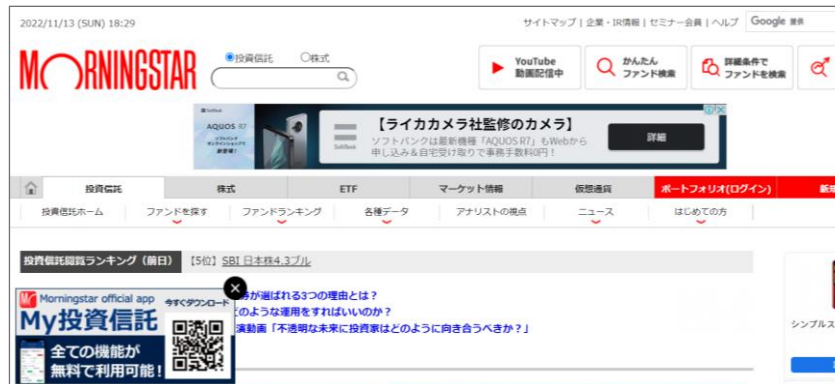 2022/11/13 (SUN) 18:29
サイトマップ | 企業・IR情報 | セミナー会員 | ヘルプ
Google 提供
MORNINGSTAR
投資信託 株式
YouTube
動画配信中
かんたん
ファンド検索
詳細条件で
ファンドを検索
SoftBank
AQUOS R7
SoftBank
【ライカカメラ社監修のカメラ】
ソフトバンクは最新機種「AQUOS R7」もWebから
申し込み&自宅受け取りで事務手数料0円!
詳細
投資信託 株式 ETF マーケット情報 仮想通貨 ポートフォリオ(ログイン) 新規
投資信託ホーム ファンドを探す ファンドランキング 各種データ アナリストの視点 ニュース はじめての方
投資信託閲覧ランキング(前日) 【5位】 SBI 日本株4.3ブル
券が選ばれる3つの理由とは?
どのような運用をすればいいのか?
演動画「不透明な未来に投資家はどのように向き合うべきか?」
Morningstar official app 今すぐダウンロード
My投資信託
全ての機能が
無料で利用可能!
シンプルス